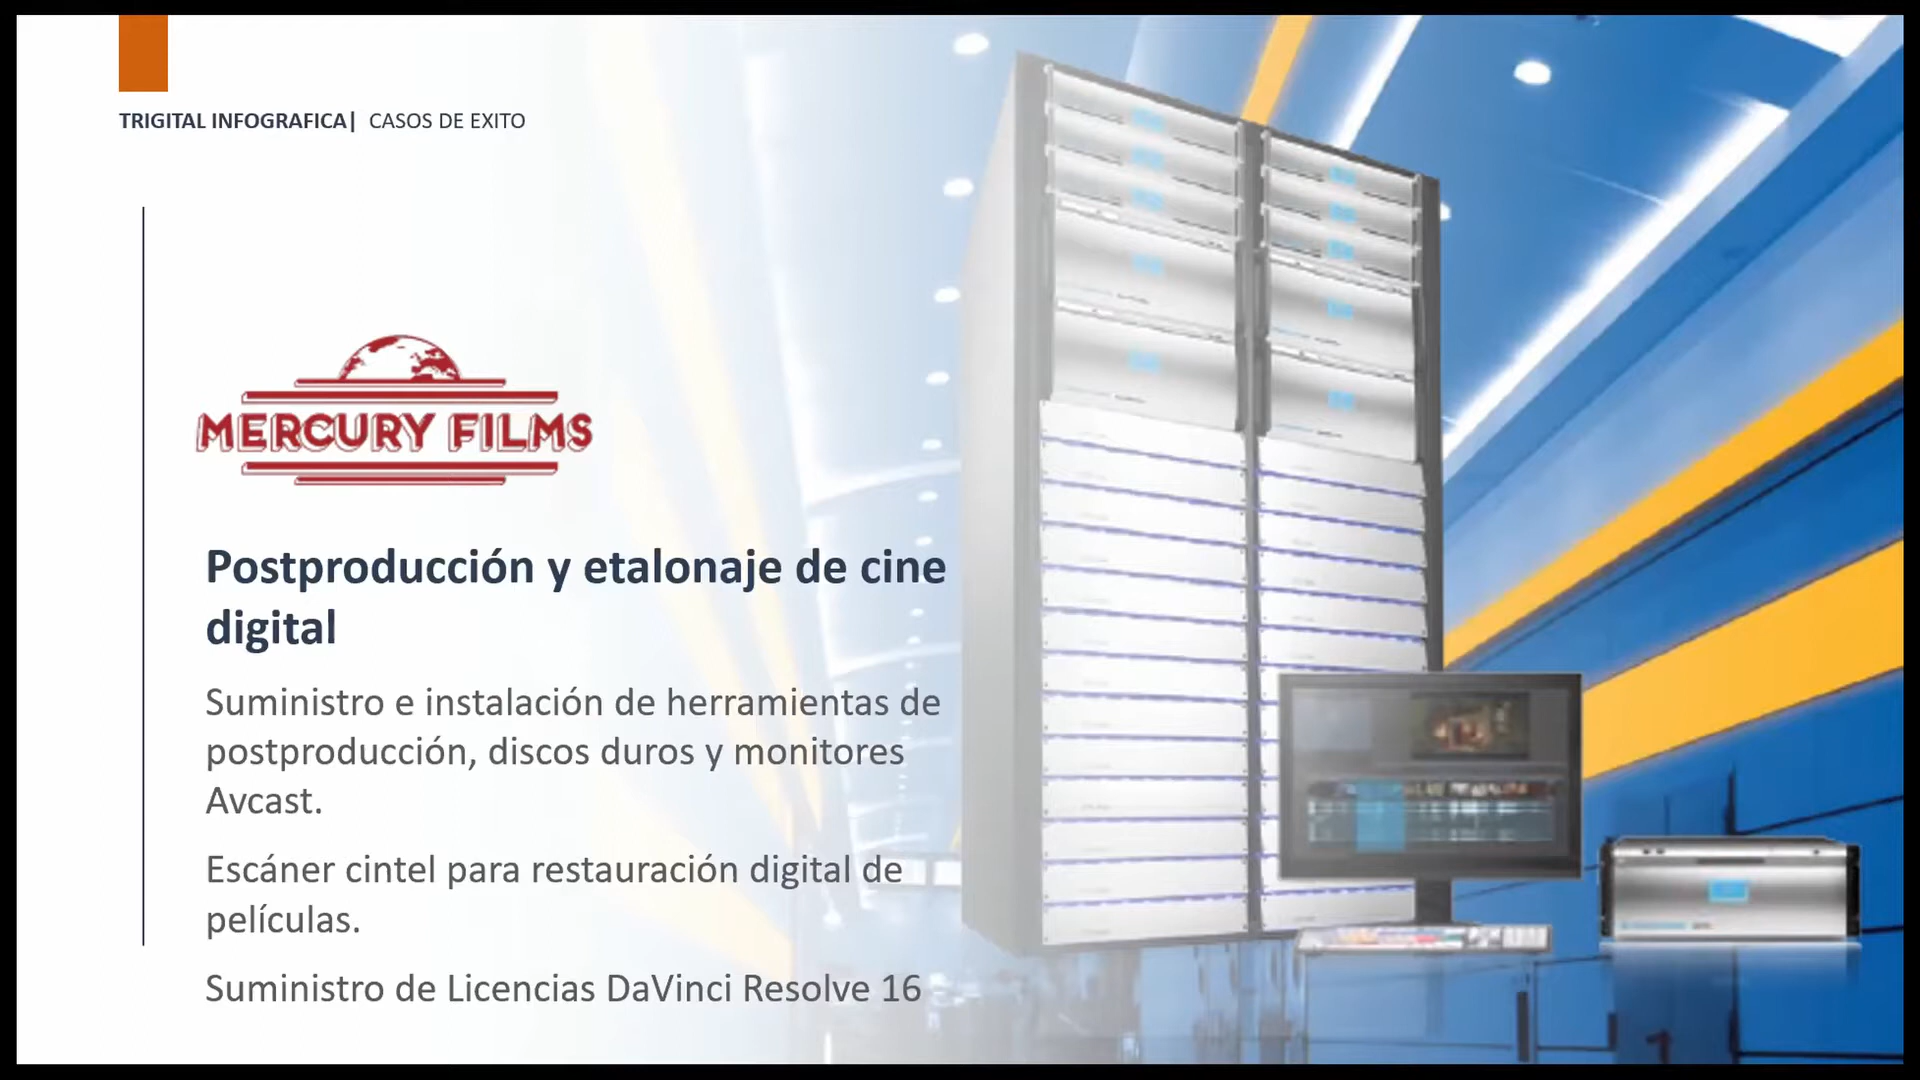 TRIGITAL INFOGRAFICA| CASOS DE EXITO
MERCURY FILMS
Postproducción y etalonaje de cine
digital
Suministro e instalación de herramientas de
postproducción, discos duros y monitores
Avcast.
Escáner cintel para restauración digital de
películas.
Suministro de Licencias DaVinci Resolve 16